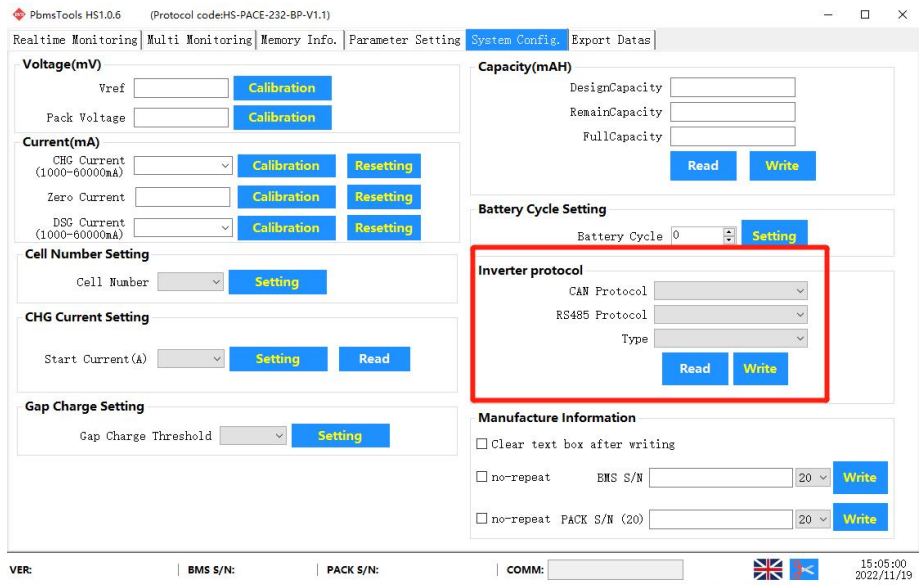 PbmsTools HS1.0.6 (Protocol code:HS-PACE-232-BP-V1.1)
Realtime Monitoring Multi Monitoring Memory Info. Parameter Setting System Config. Export Datas
Voltage(mV)
Vref Calibration
Pack Voltage Calibration
Current(mA)
CHG Current
(1000-60000mA) Calibration Resetting
Zero Current Calibration Resetting
DSG Current
(1000-60000mA) Calibration Resetting
Cell Number Setting
Cell Number Setting
CHG Current Setting
Start Current(A) Setting Read
Gap Charge Setting
Gap Charge Threshold Setting
Capacity(mAH)
DesignCapacity
RemainCapacity
FullCapacity
Read Write
Battery Cycle Setting
Battery Cycle 0 Setting
Inverter protocol
CAN Protocol
RS485 Protocol
Type
Read Write
Manufacture Information
Clear text box after writing
no-repeat BMS S/N 20 Write
no-repeat PACK S/N (20) 20 Write
VER: BMS S/N: PACK S/N: COMM: 15:05:00
2022/11/19